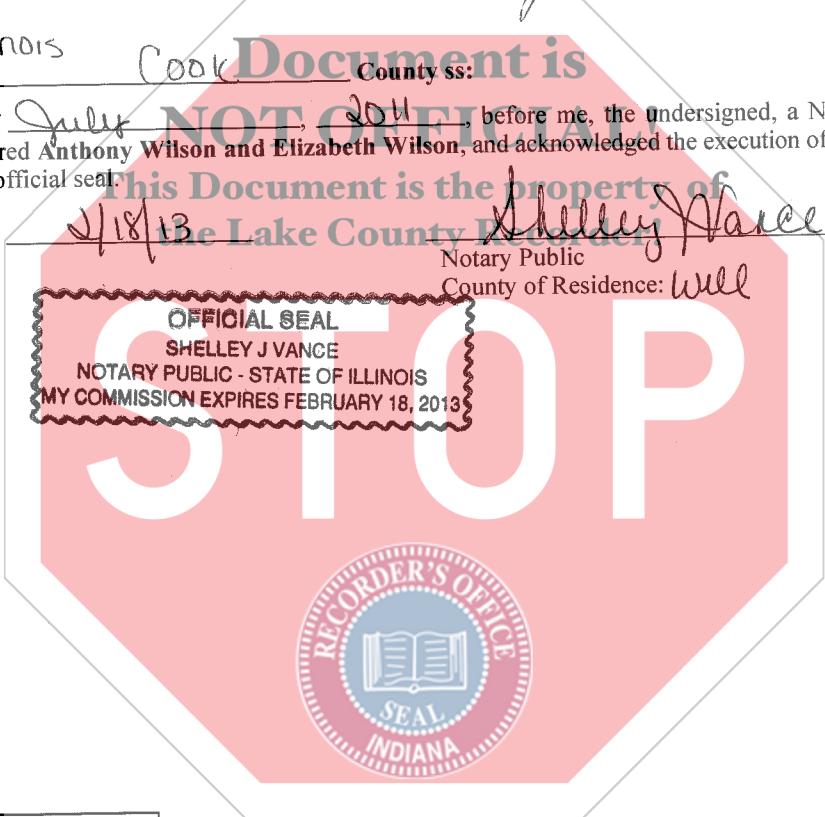 nois
Cook County ss:
Document is
July, 2011, before me, the undersigned, a N
NOT OFFICIAL!
red Anthony Wilson and Elizabeth Wilson, and acknowledged the execution of
official seal.
This Document is the property of
the Lake County Recorder!
2/18/13 Shelley J Vance
Notary Public
County of Residence: Will
OFFICIAL SEAL
SHELLEY J VANCE
NOTARY PUBLIC - STATE OF ILLINOIS
MY COMMISSION EXPIRES FEBRUARY 18, 2013
STOP
RECORDER'S OFFICE
SEAL
INDIANA